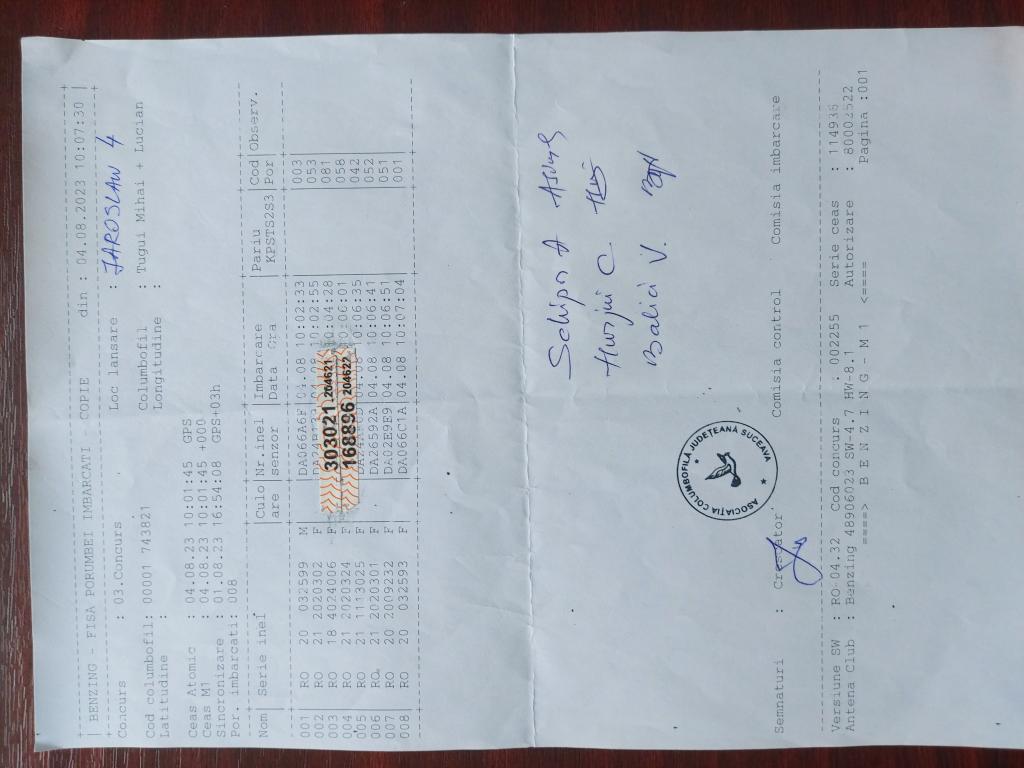 BENZING - FISA PORUMBEI IMBARCATI - COPIE din : 04.08.2023 10:07:30
Concurs : 03.Concurs Loc lansare : JAROSLAW 4
Cod columbofil: 00001 743821 Columbofil : Tugui Mihai + Lucian
Latitudine : Longitudine :
Ceas Atomic : 04.08.23 10:01:45 GPS
Ceas M1 : 04.08.23 10:01:45 +000
Sincronizare : 01.08.23 16:54:08 GPS+03h
Por. imbarcati: 008
Nom| Serie inel |Culo|Nr.inel |Imbarcare |Pariu |Cod|Observ.
| |are |senzor |Data Ora |KPSTS2S3|Por|
001 RO 20 032599 M |DA066A6F|04.08 10:02:33| |003|
002 RO 21 2020302 F 10:02:55| |053|
003 RO 18 4024006 F 10:04:28| |081|
004 RO 21 2020324 F 10:06:01| |058|
005 RO 21 1113025 F 10:06:35| |042|
006 RO 21 2020301 F |DA26592A|04.08 10:06:41| |052|
007 RO 20 2009232 F |DA02E9E9|04.08 10:06:51| |051|
008 RO 20 032593 F |DA066C1A|04.08 10:07:04| |001|
303021 204621
168896 204622
Schipor A
C
Balici V.
ASOCIAȚIA COLUMBOFILĂ JUDEȚEANĂ SUCEAVA
Semnaturi : Crescator Comisia control Comisia imbarcare
Versiune SW : RO-04.32 Cod concurs : 002255 Serie ceas : 114936
Antena Club : Benzing 48906023 SW-4.7 HW-8.1 Autorizare : 80002522
====> B E N Z I N G - M 1 <==== Pagina :001